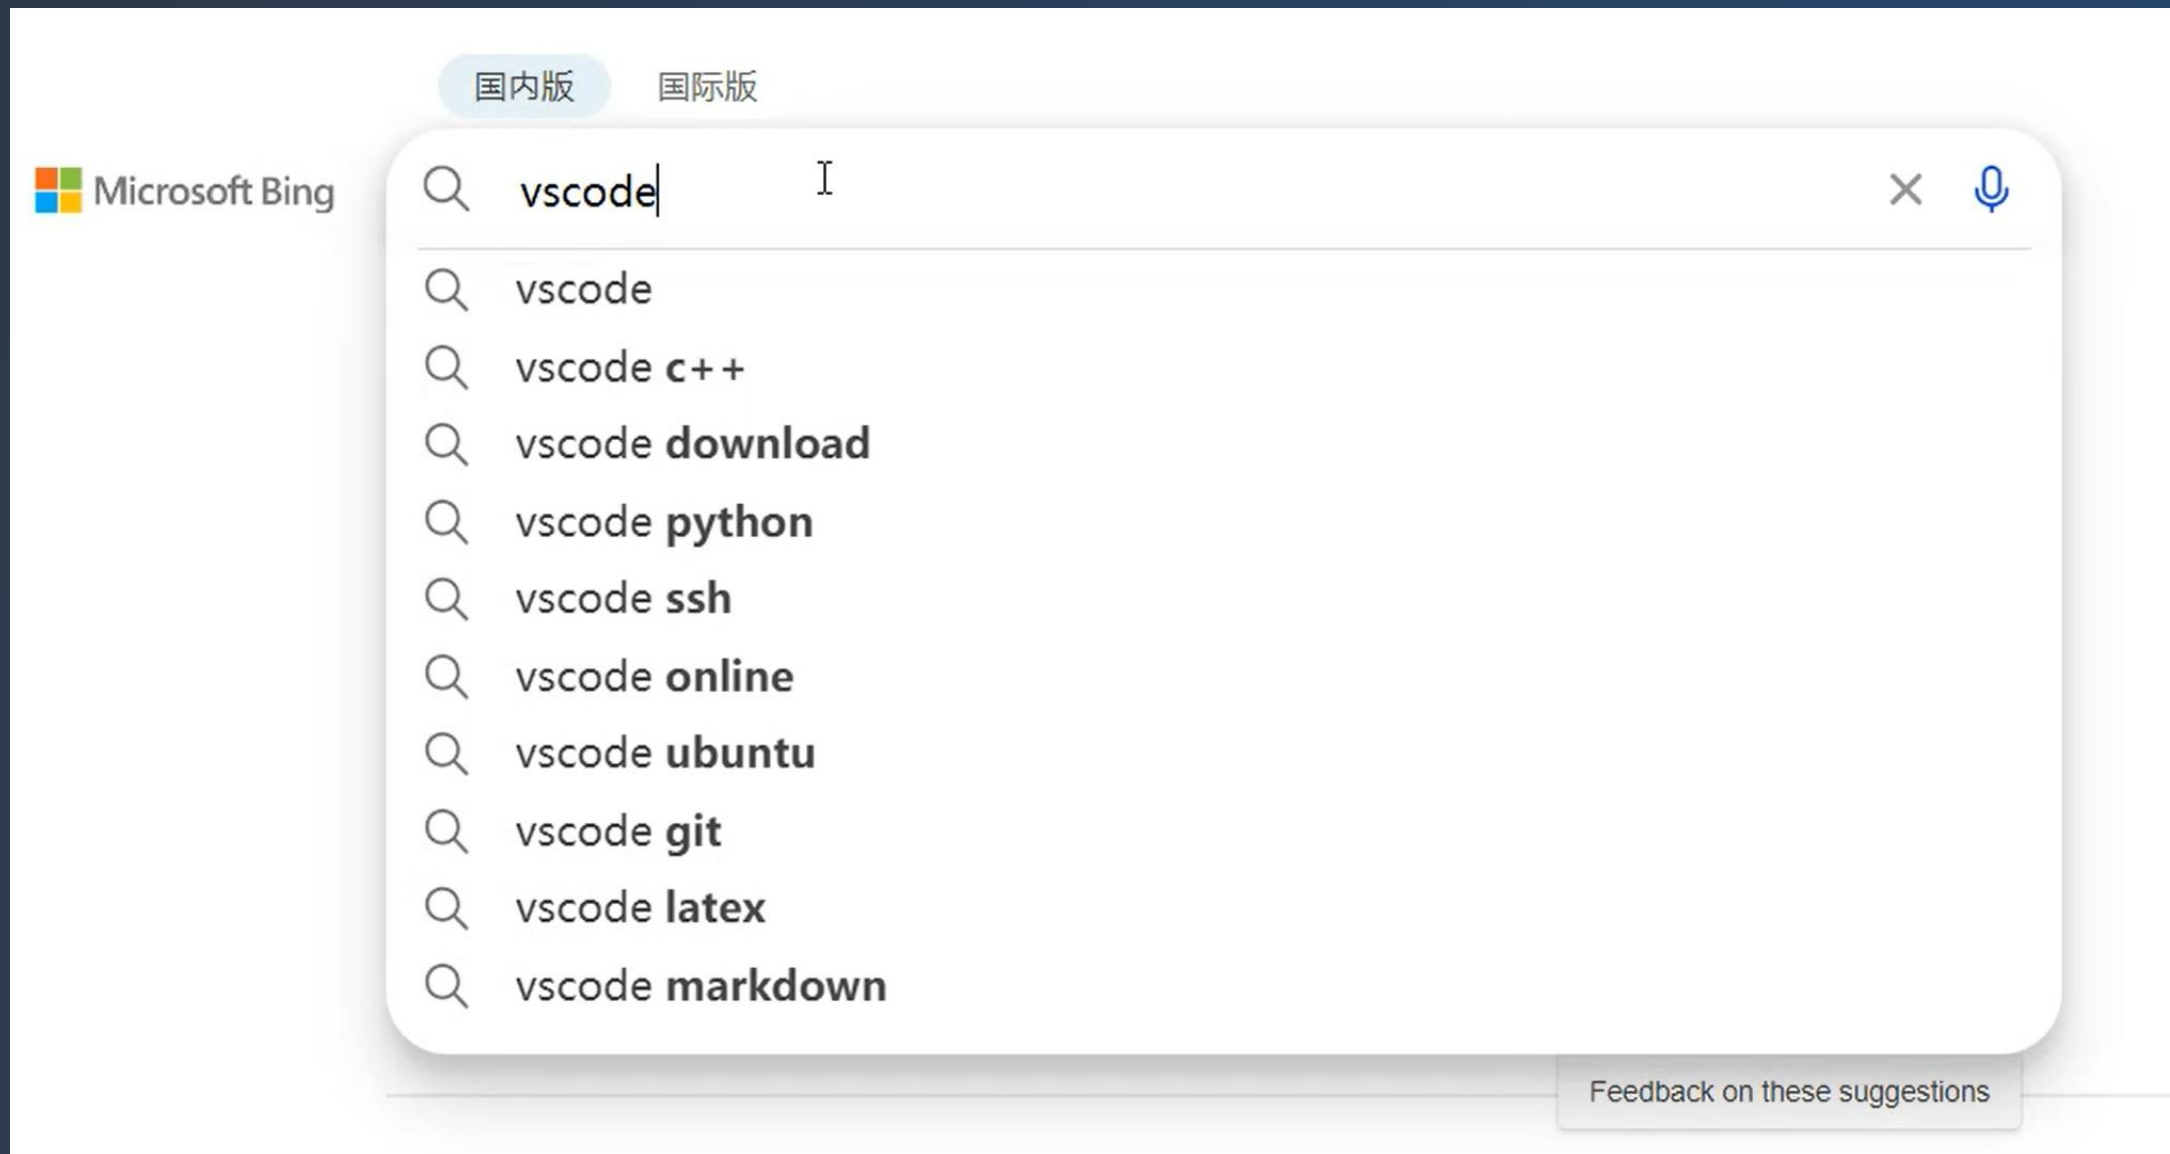 国内版 国际版
Microsoft Bing
vscode
vscode
vscode c++
vscode download
vscode python
vscode ssh
vscode online
vscode ubuntu
vscode git
vscode latex
vscode markdown
Feedback on these suggestions